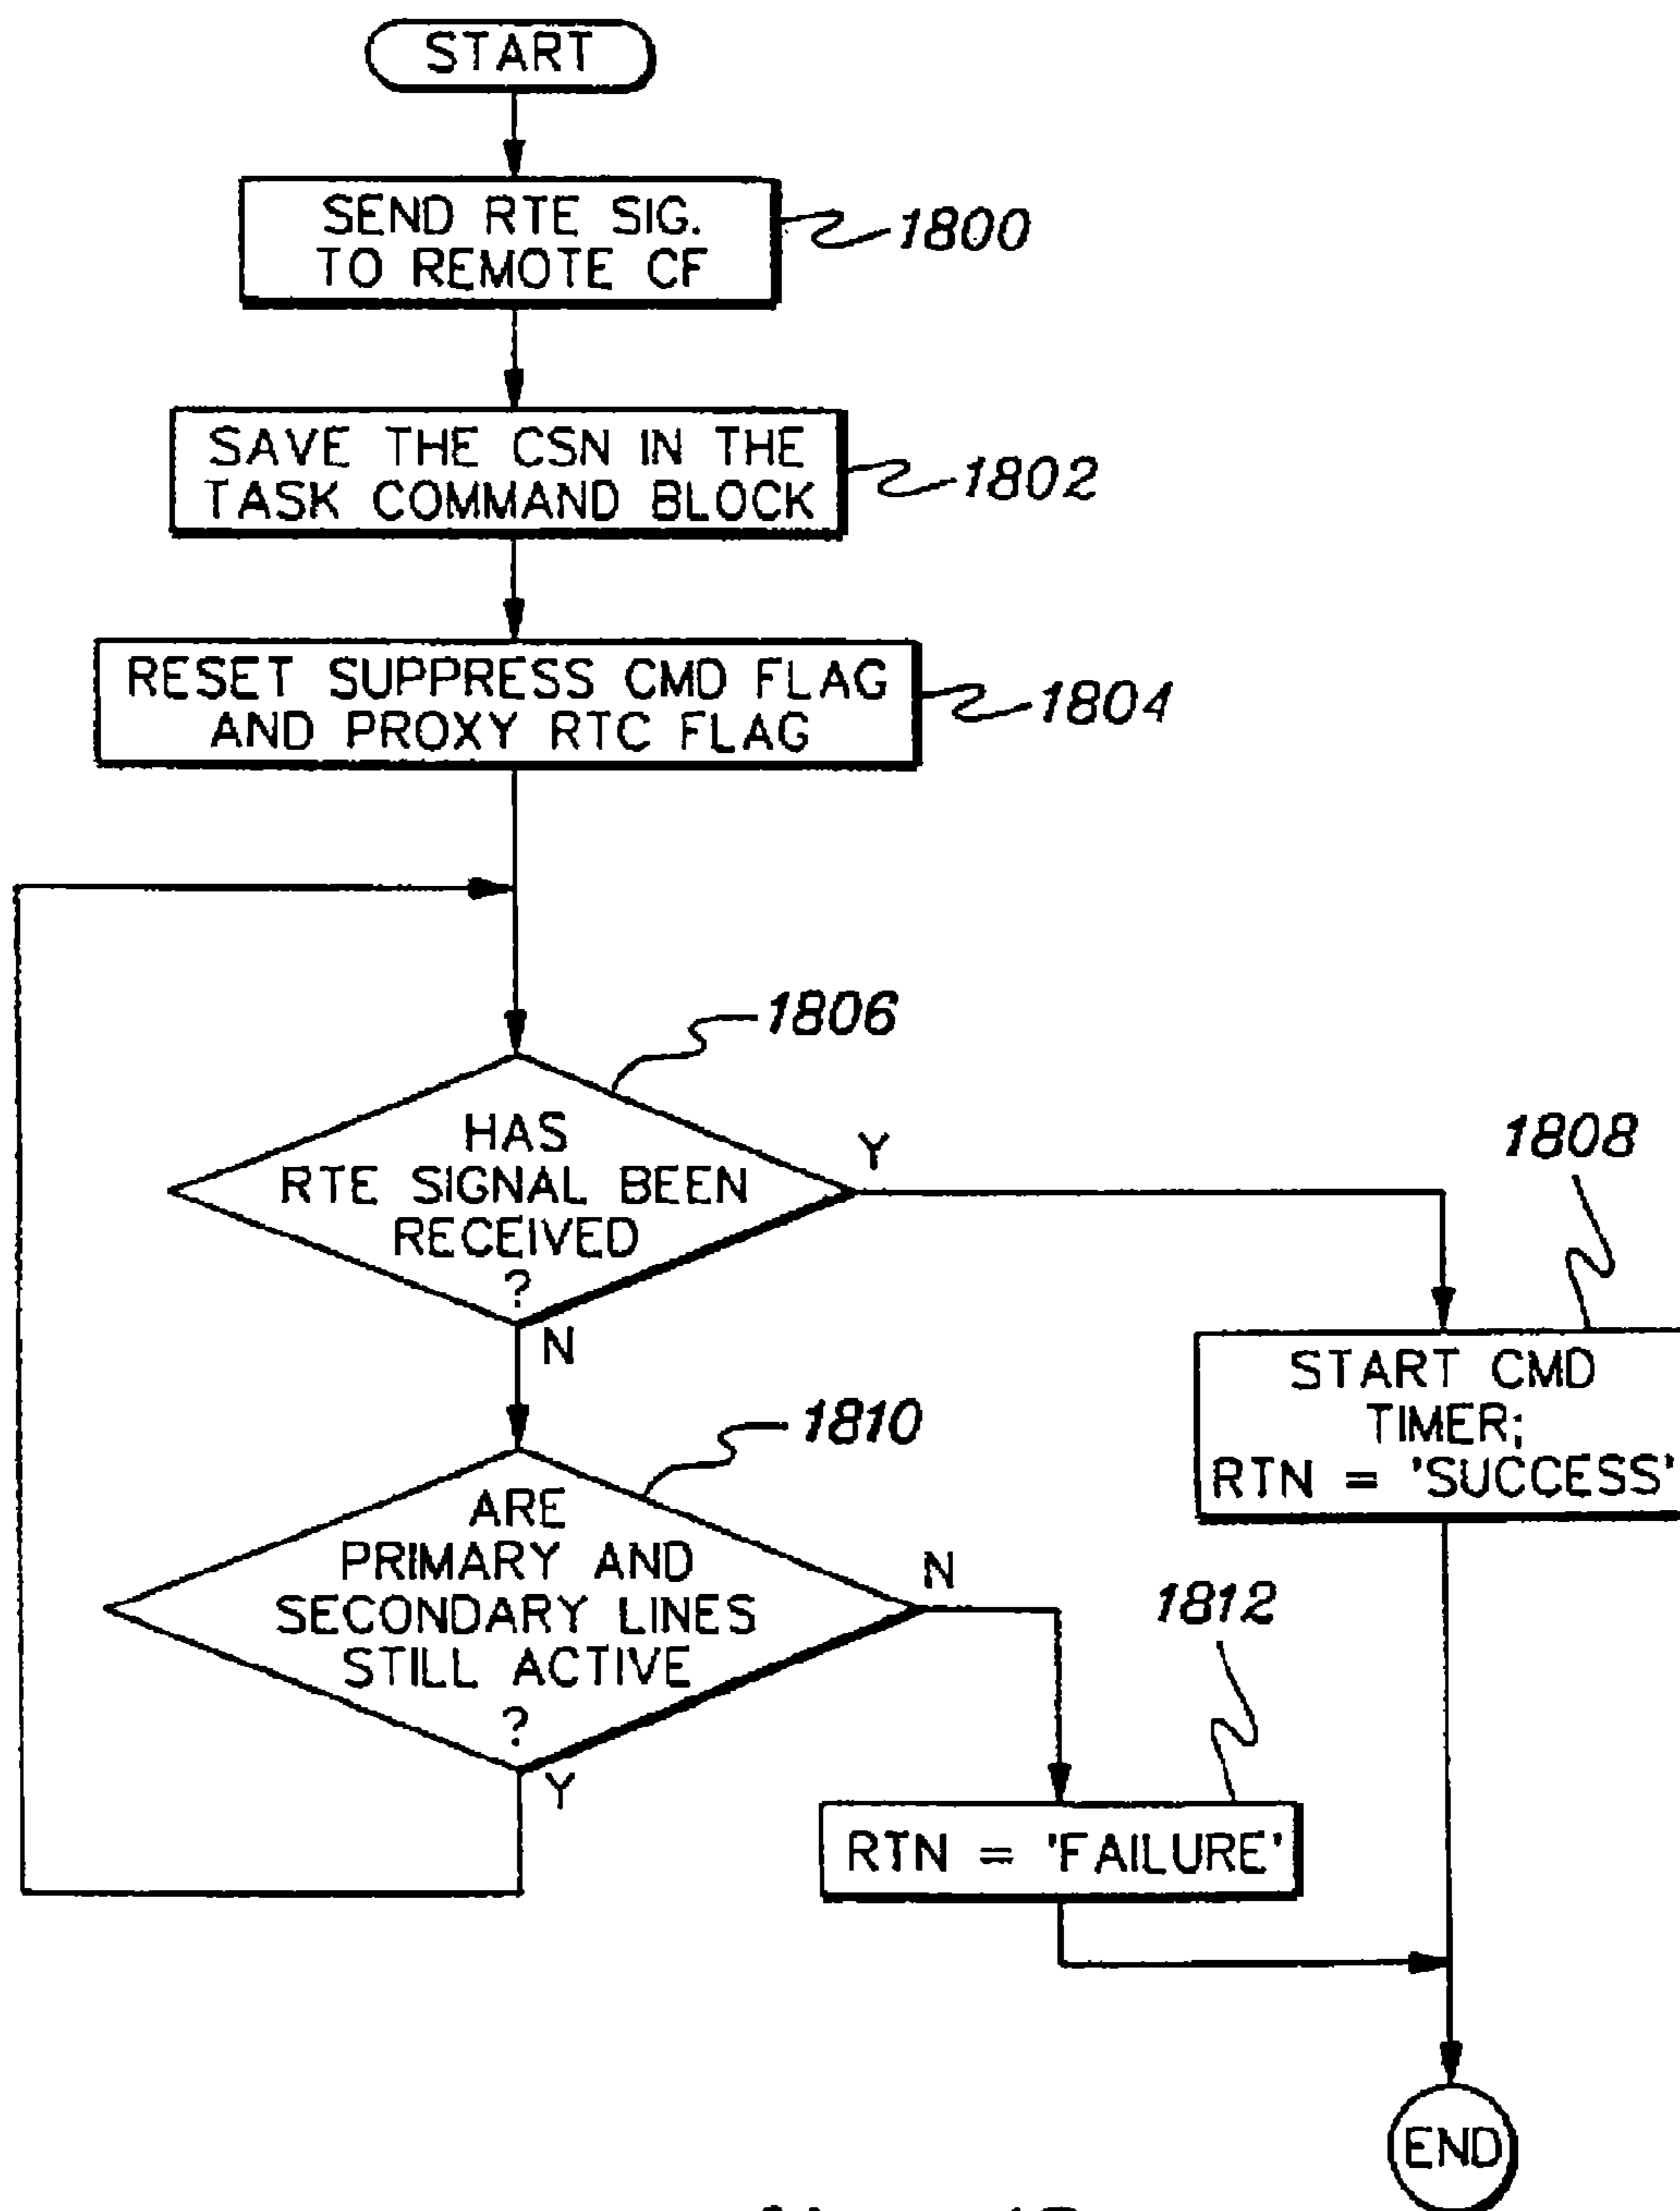 START
SEND RTE SIG.
TO REMOTE CF
1800
SAVE THE CSN IN THE
TASK COMMAND BLOCK
1802
RESET SUPPRESS CMD FLAG
AND PROXY RTC FLAG
1804
1806
HAS
RTE SIGNAL BEEN
RECEIVED
?
Y
N
1808
START CMD
TIMER;
RTN = 'SUCCESS'
1810
ARE
PRIMARY AND
SECONDARY LINES
STILL ACTIVE
?
N
Y
1812
RTN = 'FAILURE'
END